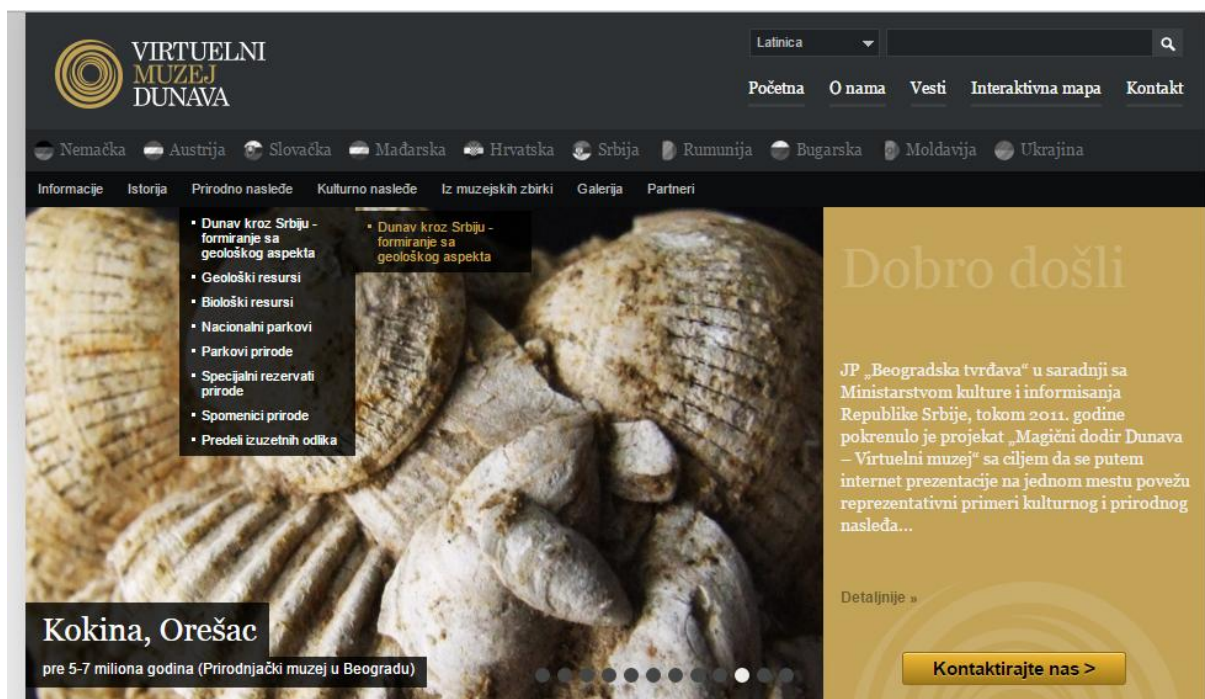 VIRTUELNI
MUZEJ
DUNAVA
Latinica
Početna O nama Vesti Interaktivna mapa Kontakt
Nemačka Austrija Slovačka Mađarska Hrvatska Srbija Rumunija Bugarska Moldavija Ukrajina
Informacije Istorija Prirodno nasleđe Kulturno nasleđe Iz muzejskih zbirki Galerija Partneri
Dunav kroz Srbiju -
formiranje sa
geološkog aspekta
Geološki resursi
Biološki resursi
Nacionalni parkovi
Parkovi prirode
Specijalni rezervati
prirode
Spomenici prirode
Predeli izuzetnih odlika
Dunav kroz Srbiju -
formiranje sa
geološkog aspekta
Kokina, Orešac
pre 5-7 miliona godina (Prirodnjački muzej u Beogradu)
Dobro došli
JP „Beogradska tvrđava“ u saradnji sa
Ministarstvom kulture i informisanja
Republike Srbije, tokom 2011. godine
pokrenulo je projekat „Magični dodir Dunava
– Virtuelni muzej“ sa ciljem da se putem
internet prezentacije na jednom mestu povežu
reprezentativni primeri kulturnog i prirodnog
nasleđa...
Detaljnije »
Kontaktirajte nas >